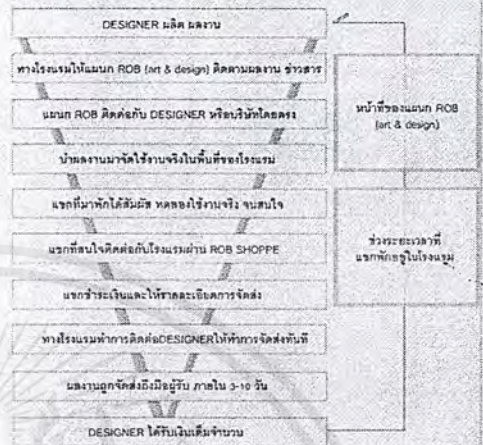 DESIGNER ผลิต ผลงาน
ทางโรงแรมให้แผนก ROB (art & design) ติดตามผลงาน ข่าวสาร
แผนก ROB ติดต่อกับ DESIGNER หรือบริษัทโดยตรง
นำผลงานมาจัดใช้งานจริงในพื้นที่ของโรงแรม
แขกที่มาพักได้สัมผัส ทดลองใช้งานจริง จนสนใจ
แขกที่สนใจติดต่อกับโรงแรมผ่าน ROB SHOPPE
แขกชำระเงินและให้รายละเอียดการจัดส่ง
ทางโรงแรมทำการติดต่อDESIGNERให้ทำการจัดส่งทันที
ผลงานถูกจัดส่งถึงมือผู้รับ ภายใน 3-10 วัน
DESIGNER ได้รับเงินเต็มจำนวน
หน้าที่ของแผนก ROB
(art & design)
ช่วงระยะเวลาที่
แขกพักอยู่ในโรงแรม